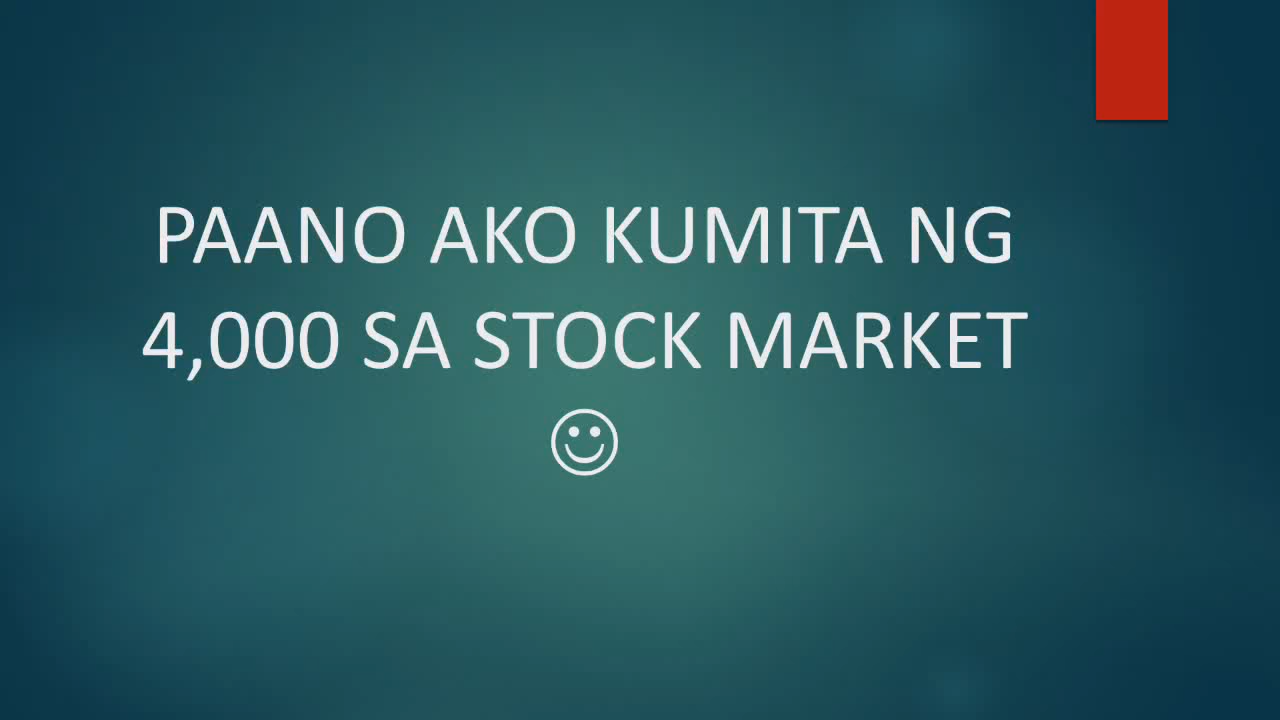 PAANO AKO KUMITA NG
4,000 SA STOCK MARKET
☺